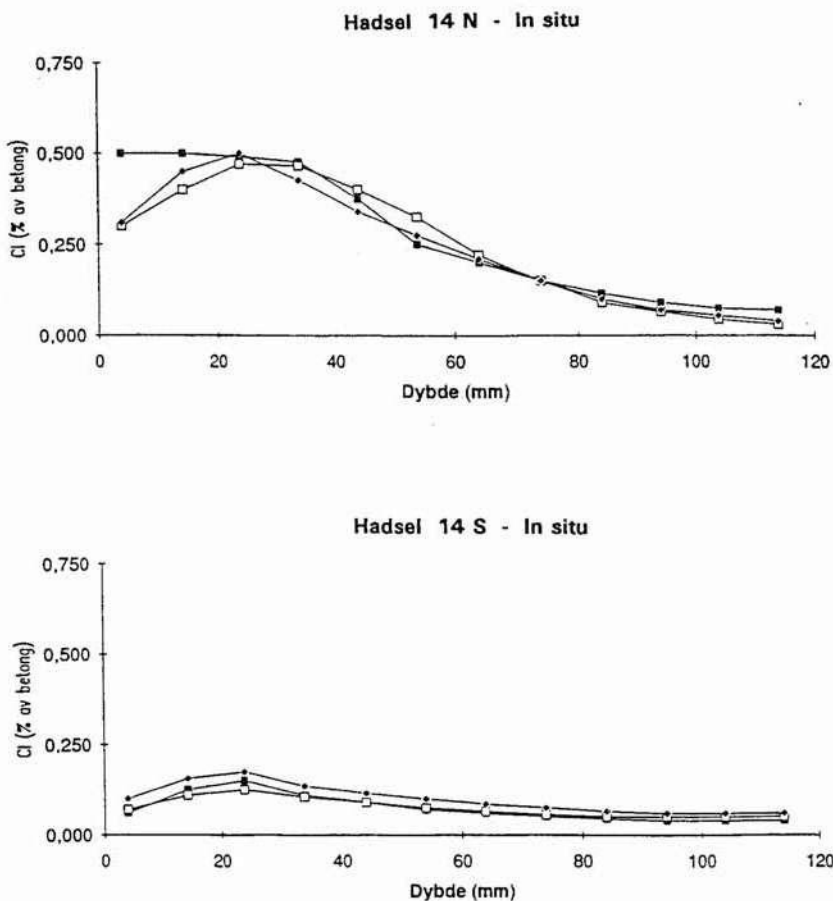 Hadsel 14 N - In situ
0,750
0,500
0,250
0,000
Cl (% av betong)
0 20 40 60 80 100 120
Dybde (mm)
Hadsel 14 S - In situ
0,750
0,500
0,250
0,000
Cl (% av betong)
0 20 40 60 80 100 120
Dybde (mm)